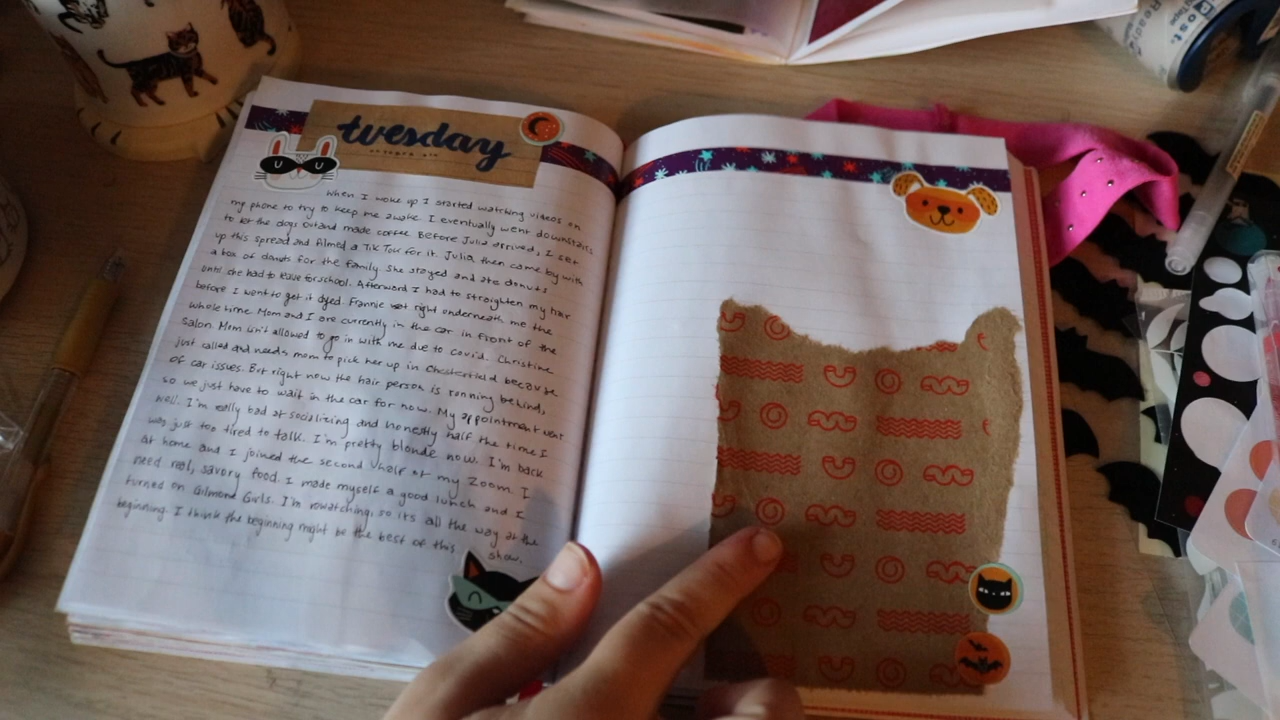 tuesday
When I woke up I started watching videos on
my phone to try to keep me awake. I eventually went downstairs
to let the dogs out and made coffee. Before Julia arrived, I set
up this spread and filmed a Tik Tok for it. Julia then came by with
a box of donuts for the family. She stayed and ate donuts
until she had to leave for school. Afterward I had to straighten my hair
before I went to get it dyed. Frannie sat right underneath me the
whole time. Mom and I are currently in the car in front of the
salon. Mom isn't allowed to go in with me due to Covid. Christine
just called and needs mom to pick her up in Chesterfield because
of car issues. But right now the hair person is running behind,
so we just have to wait in the car for now. My appointment went
well. I'm really bad at socializing and honestly half the time I
was just too tired to talk. I'm pretty blonde now. I'm back
at home and I joined the second half of my Zoom. I
need real, savory food. I made myself a good lunch and I
turned on Gilmore Girls. I'm rewatching, so it's all the way at the
beginning. I think the beginning might be the best of this
show.
Post.